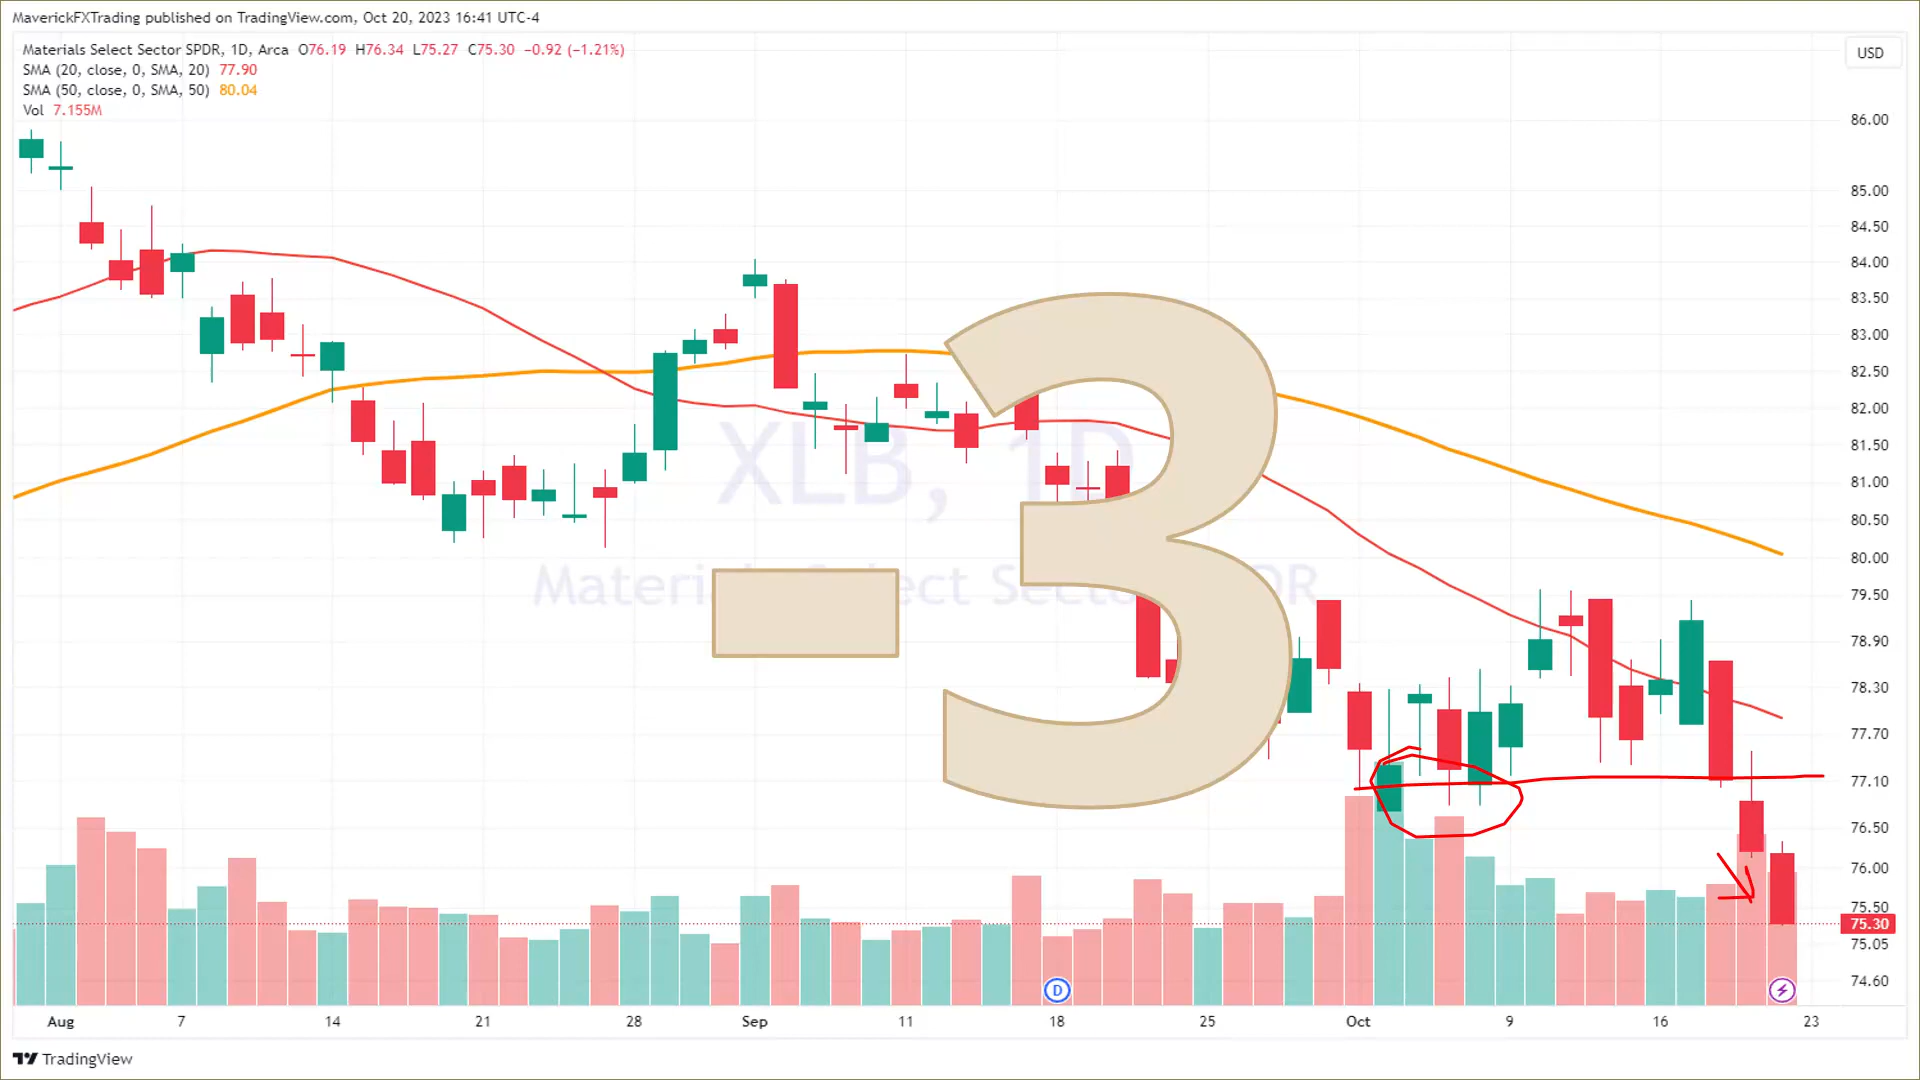 MaverickFXTrading published on TradingView.com, Oct 20, 2023 16:41 UTC-4
Materials Select Sector SPDR, 1D, Arca O76.19 H76.34 L75.27 C75.30 −0.92 (−1.21%)
SMA (20, close, 0, SMA, 20) 77.90
SMA (50, close, 0, SMA, 50) 80.04
Vol 7.155M
USD
86.00
85.00
84.50
84.00
83.50
83.00
82.50
82.00
81.50
81.00
80.50
80.00
79.50
78.90
78.30
77.70
77.10
76.50
76.00
75.50
75.30
75.05
74.60
XLB, 1D
-3
D
Aug 7 14 21 28 Sep 11 18 25 Oct 9 16 23
TradingView